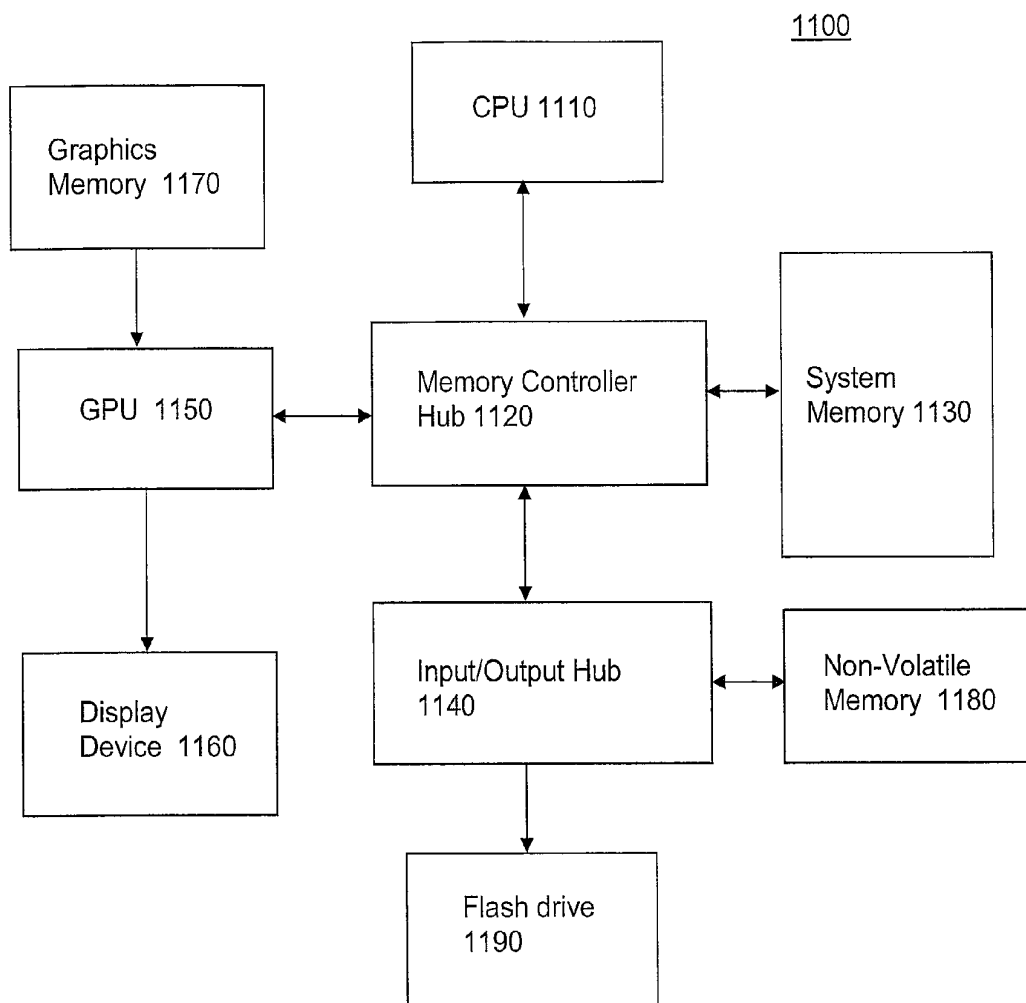 1100
CPU 1110
Graphics
Memory 1170
System
Memory 1130
Memory Controller
Hub 1120
GPU 1150
Input/Output Hub
1140
Non-Volatile
Memory 1180
Display
Device 1160
Flash drive
1190